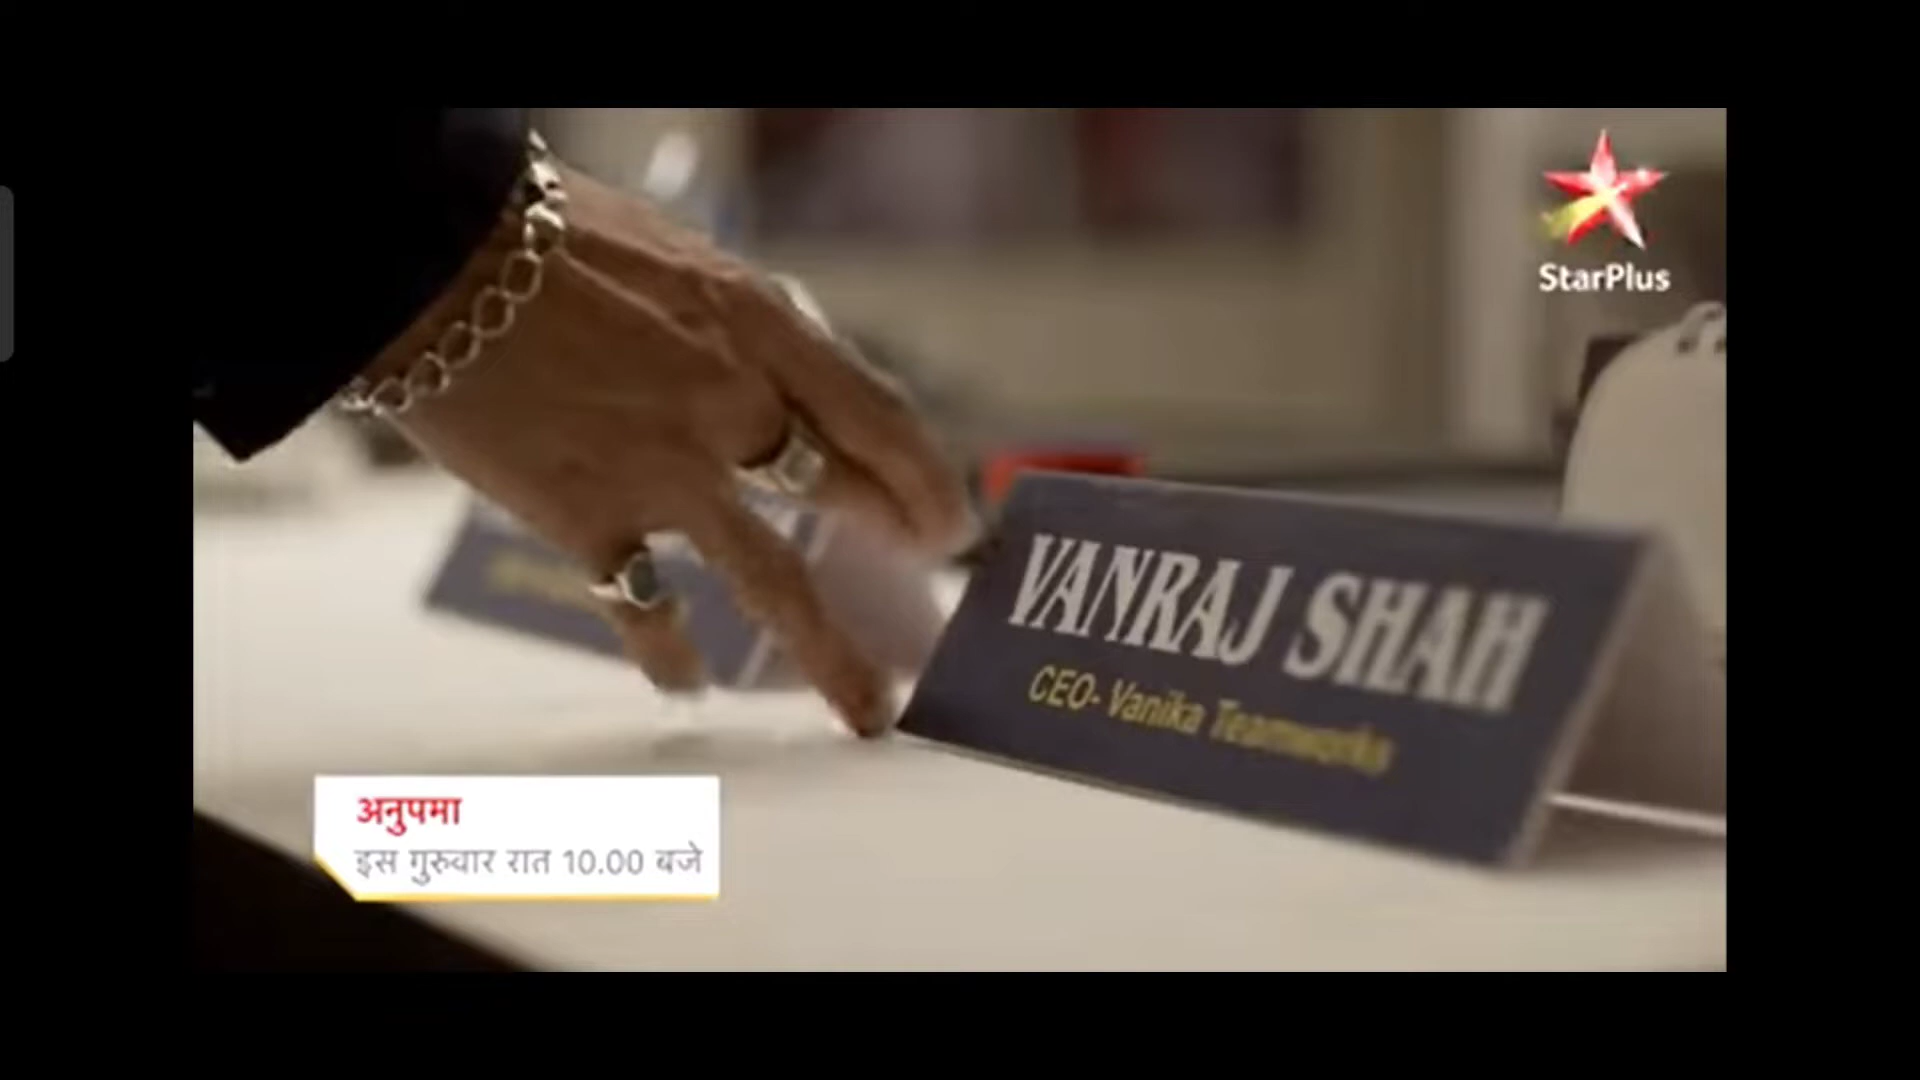 StarPlus
VANRAJ SHAH
CEO- Vanika Teamworks
अनुपमा
इस गुरुवार रात 10.00 बजे